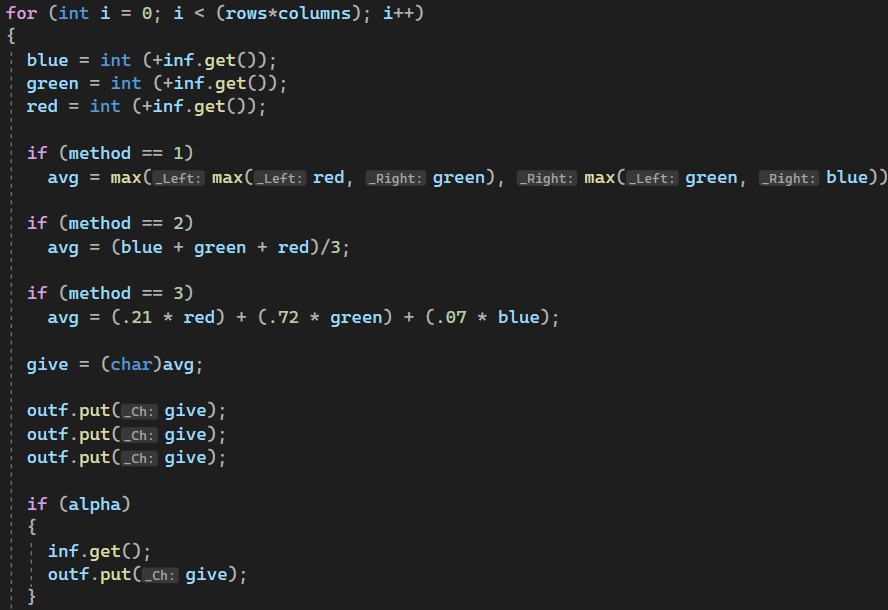 for (int i = 0; i < (rows*columns); i++)
{
blue = int (+inf.get());
green = int (+inf.get());
red = int (+inf.get());
if (method == 1)
avg = max(_Left: max(_Left: red, _Right: green), _Right: max(_Left: green, _Right: blue))
if (method == 2)
avg = (blue + green + red)/3;
if (method == 3)
avg = (.21 * red) + (.72 * green) + (.07 * blue);
give = (char)avg;
outf.put(_Ch: give);
outf.put(_Ch: give);
outf.put(_Ch: give);
if (alpha)
{
inf.get();
outf.put(_Ch: give);
}